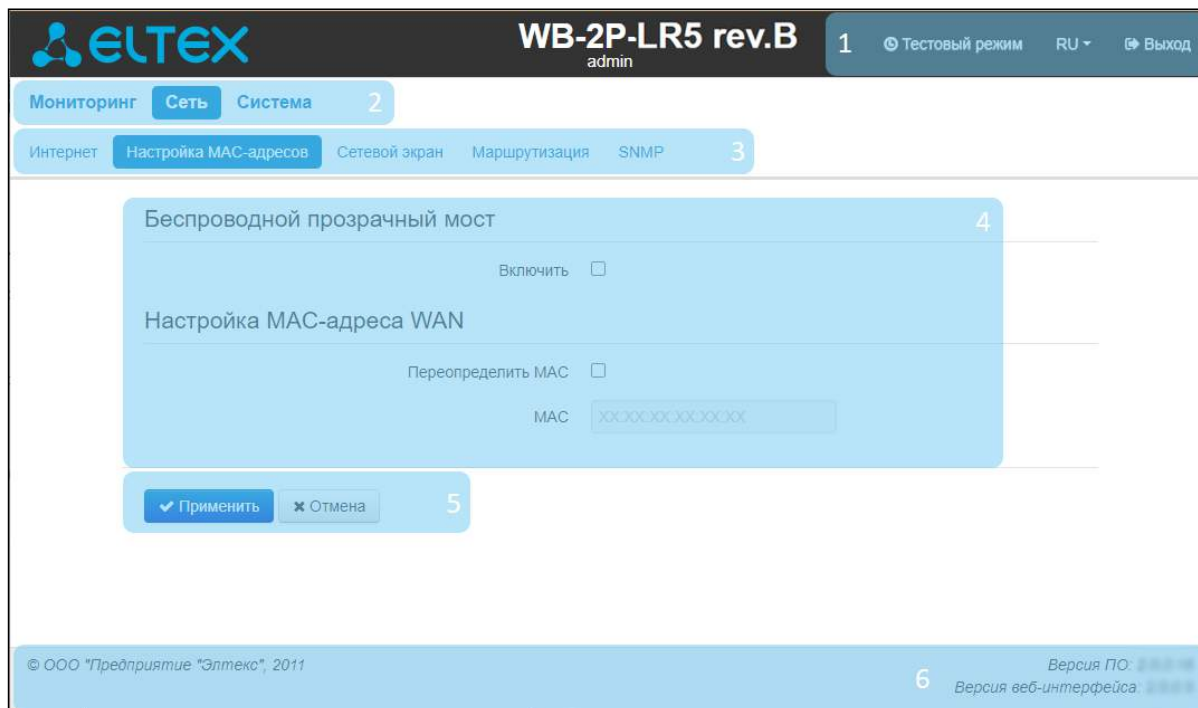 ELTEX
WB-2P-LR5 rev.B
admin
1
Тестовый режим
RU
Выход
Мониторинг
Сеть
Система
2
Интернет
Настройка MAC-адресов
Сетевой экран
Маршрутизация
SNMP
3
Беспроводной прозрачный мост
4
Включить
Настройка MAC-адреса WAN
Переопределить MAC
MAC
XX:XX:XX:XX:XX:XX
Применить
Отмена
5
© ООО "Предприятие "Элтекс", 2011
Версия ПО:
6
Версия веб-интерфейса: